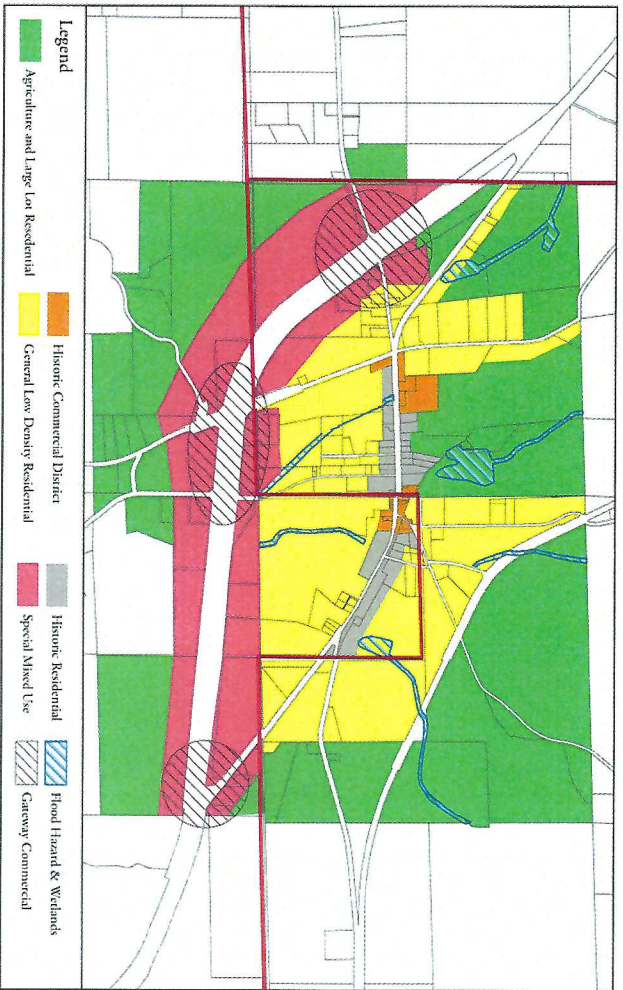 Legend
Agriculture and Large Lot Resedential
General Low Density Residential
Historic Commercial District
Special Mixed Use
Historic Residential
Gateway Commercial
Flood Hazard & Wetlands